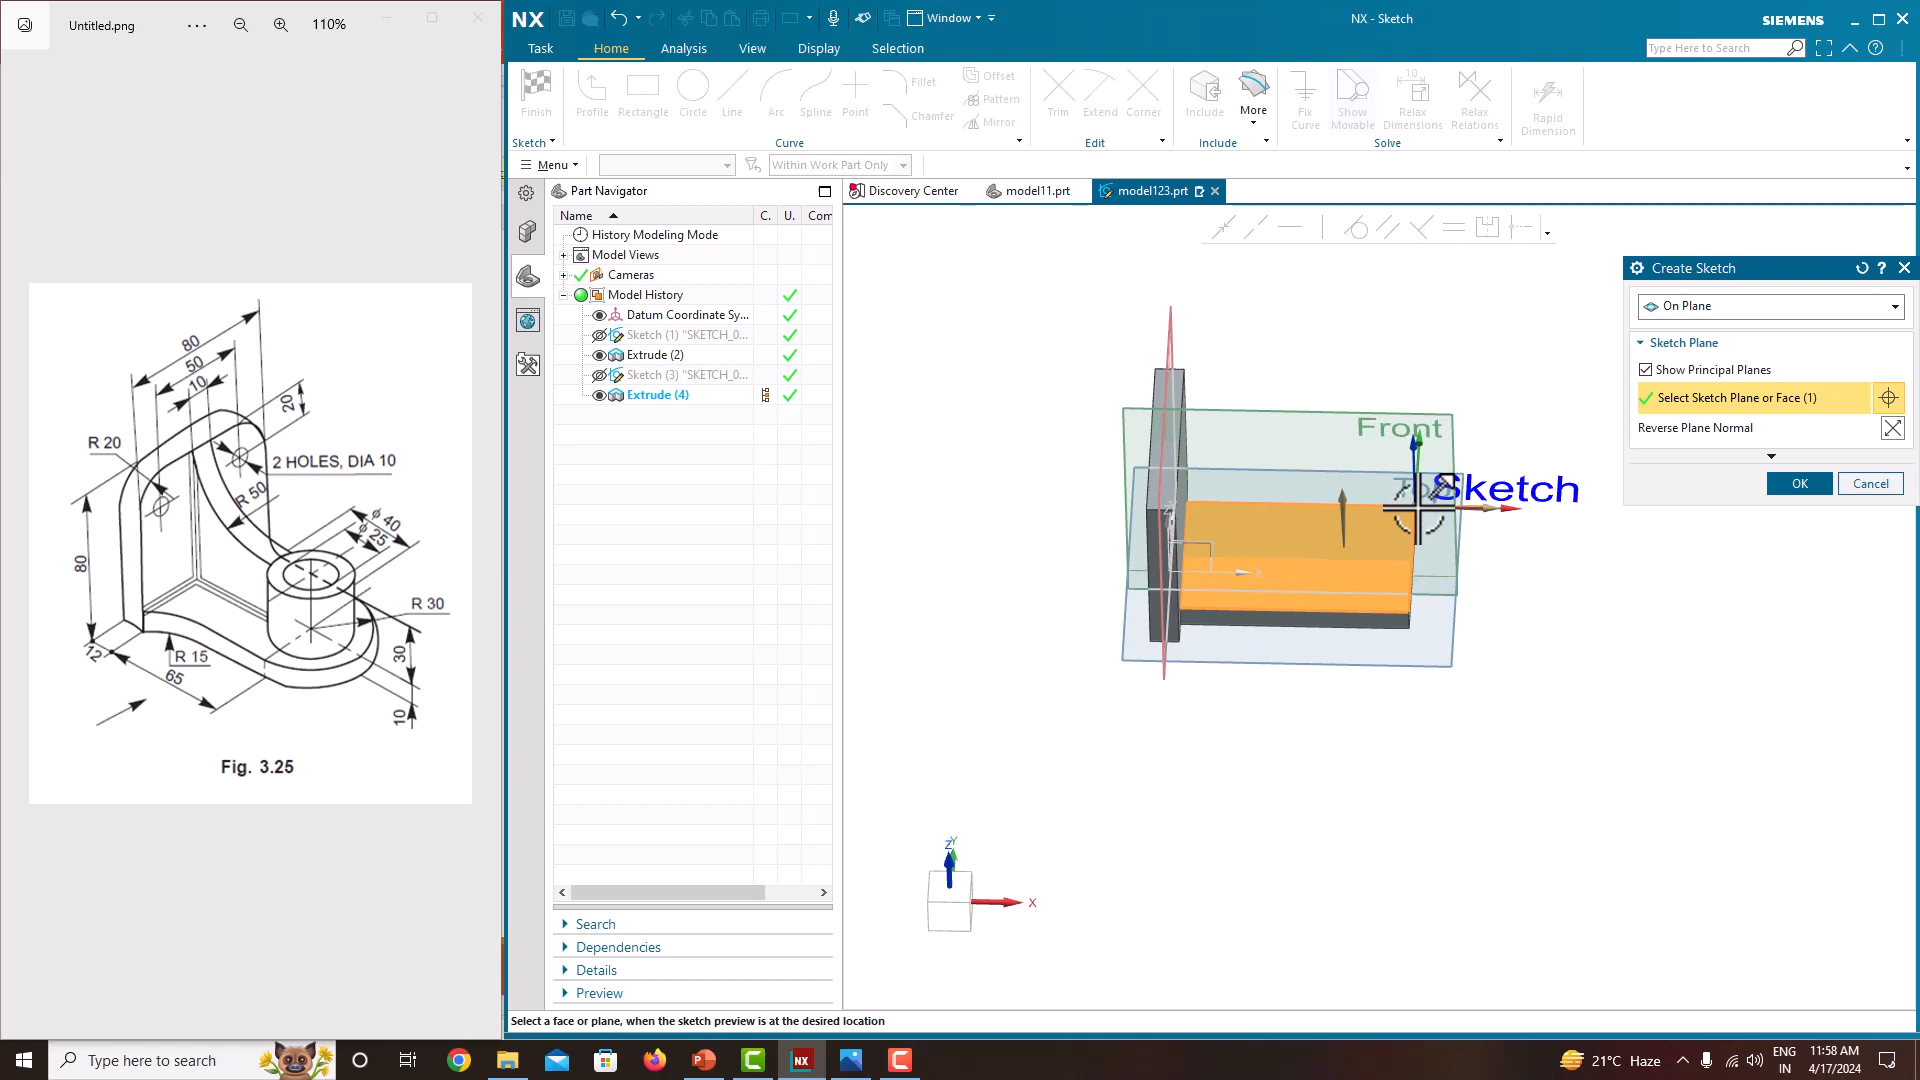 Untitled.png
110%
NX
Window
NX - Sketch
SIEMENS
Task
Home
Analysis
View
Display
Selection
Type Here to Search
Finish
Profile
Rectangle
Circle
Line
Arc
Spline
Point
Fillet
Chamfer
Offset
Pattern
Mirror
Trim
Extend
Corner
Include
More
Fix Curve
Show Movable
Relax Dimensions
Relax Relations
Rapid Dimension
Sketch
Curve
Edit
Include
Solve
Menu
Within Work Part Only
Part Navigator
Discovery Center
model11.prt
model123.prt
Name
C.
U.
Com
History Modeling Mode
Model Views
Cameras
Model History
Datum Coordinate Sy...
Sketch (1) "SKETCH_0...
Extrude (2)
Sketch (3) "SKETCH_0...
Extrude (4)
Search
Dependencies
Details
Preview
Create Sketch
On Plane
Sketch Plane
Show Principal Planes
Select Sketch Plane or Face (1)
Reverse Plane Normal
OK
Cancel
Front
Sketch
Z
Y
X
80
50
10
20
R 20
2 HOLES, DIA 10
R 50
ϕ 40
ϕ 25
80
R 30
12
R 15
65
30
10
Fig. 3.25
Select a face or plane, when the sketch preview is at the desired location
Type here to search
21°C Haze
ENG
IN
11:58 AM
4/17/2024